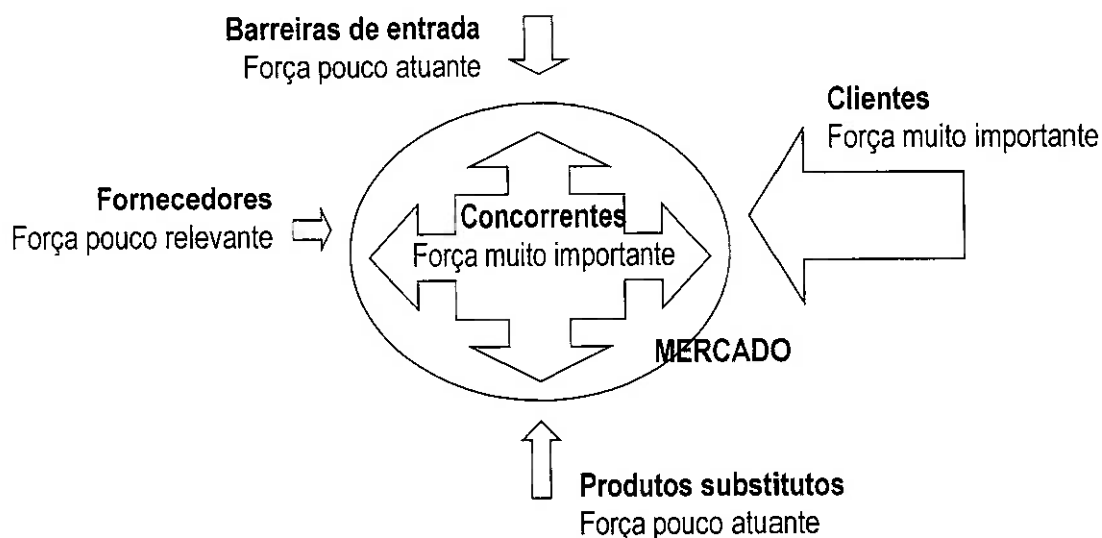 Barreiras de entrada
Força pouco atuante
Clientes
Força muito importante
Fornecedores
Força pouco relevante
Concorrentes
Força muito importante
MERCADO
Produtos substitutos
Força pouco atuante